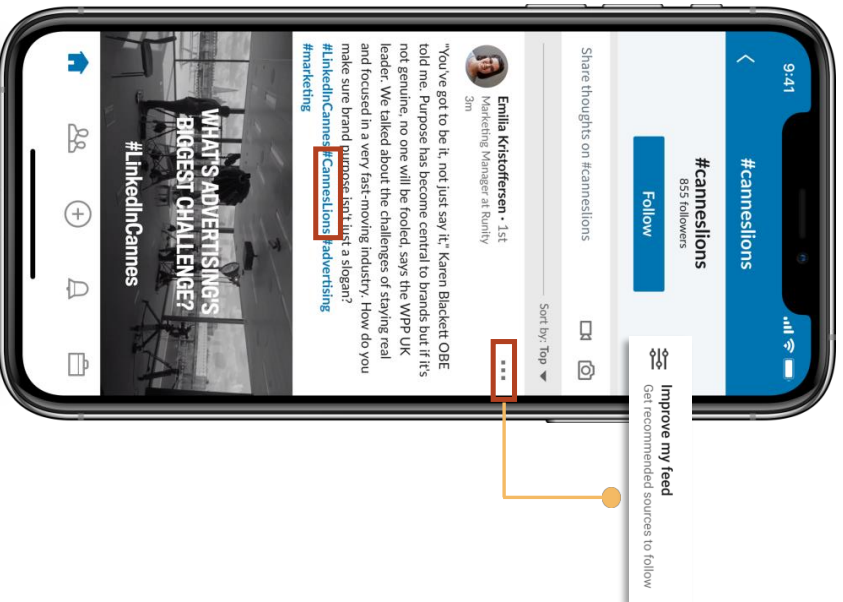 9:41
#canneslions
#canneslions
855 followers
Follow
Improve my feed
Get recommended sources to follow
Share thoughts on #canneslions
Sort by: Top
Emilia Kristoffersen • 1st
Marketing Manager at Runity
3m
"You've got to be it, not just say it," Karen Blackett OBE
told me. Purpose has become central to brands but if it's
not genuine, no one will be fooled, says the WPP UK
leader. We talked about the challenges of staying real
and focused in a very fast-moving industry. How do you
make sure brand purpose isn't just a slogan?
#LinkedInCannes #CannesLions #advertising
#marketing
WHAT'S ADVERTISING'S
BIGGEST CHALLENGE?
#LinkedInCannes